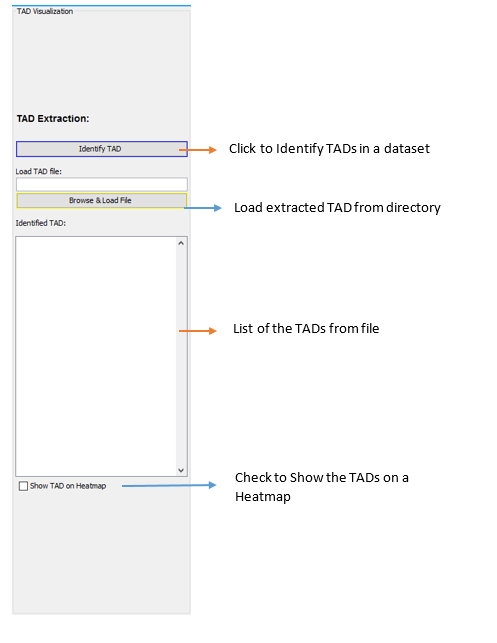 TAD Visualization
TAD Extraction:
Identify TAD
Click to Identify TADs in a dataset
Load TAD file:
Browse & Load File
Load extracted TAD from directory
Identified TAD:
List of the TADs from file
Show TAD on Heatmap
Check to Show the TADs on a
Heatmap